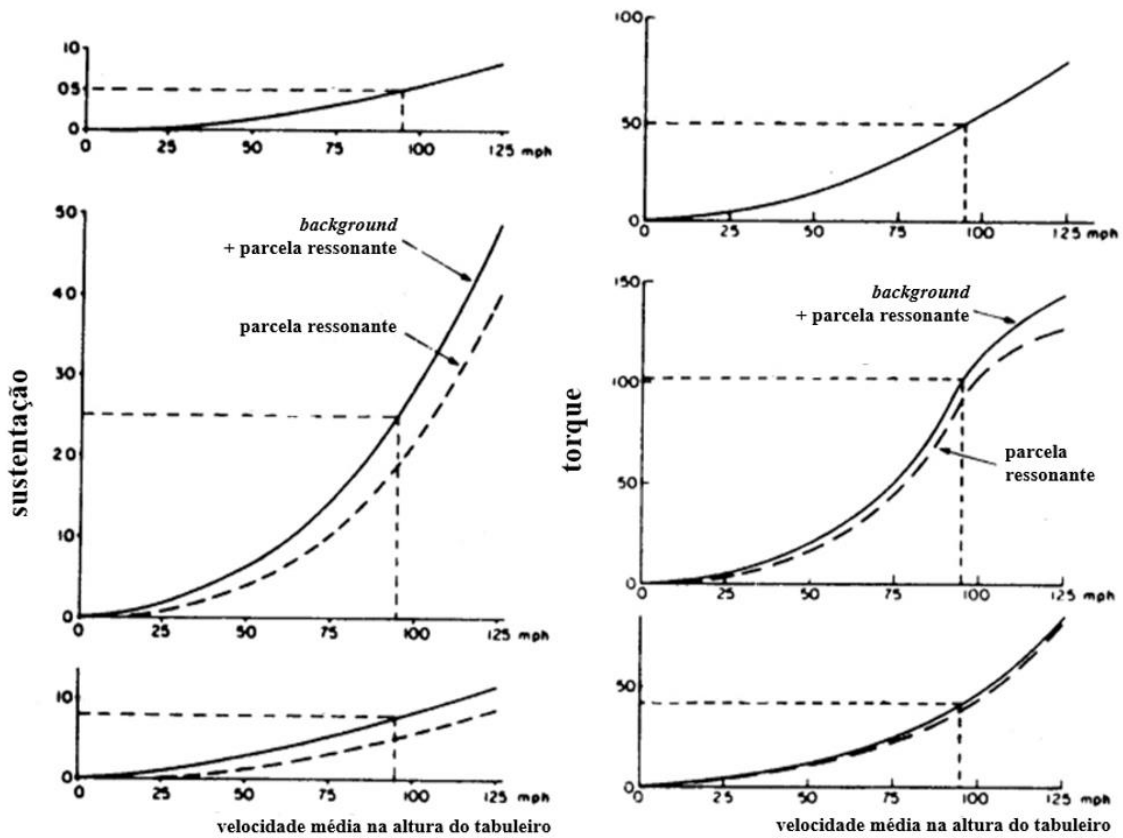 10
05
0
0 25 50 75 100 125 mph
50
40
30
20
10
0
background
+ parcela ressonante
parcela ressonante
0 25 50 75 100 125 mph
sustentação
10
0
0 25 50 75 100 125 mph
velocidade média na altura do tabuleiro
100
50
0
0 25 50 75 100 125 mph
150
100
50
0
background
+ parcela ressonante
parcela
ressonante
0 25 50 75 100 125
torque
50
0
0 25 50 75 100 125 mph
velocidade média na altura do tabuleiro